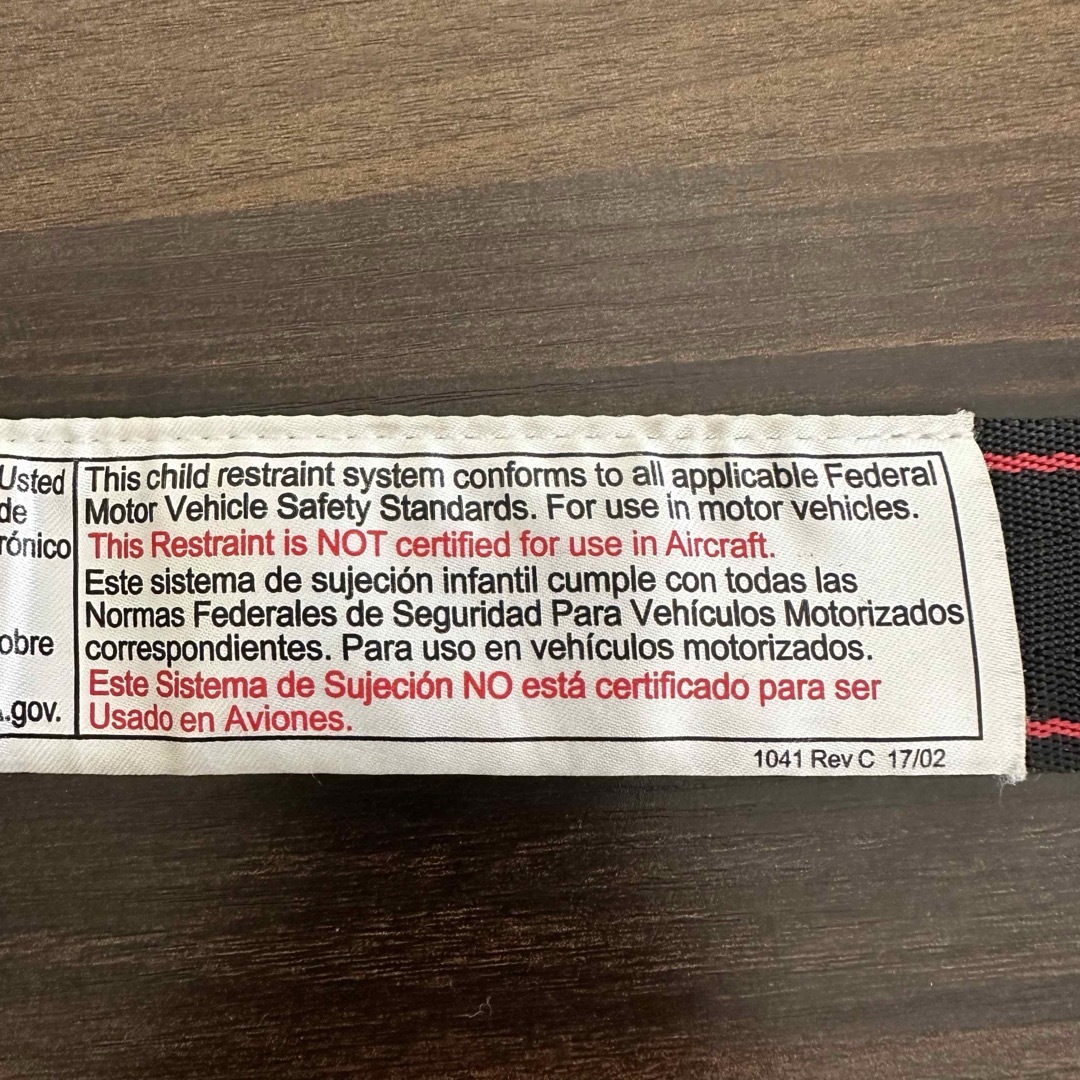 Usted
de
rónico
obre
.gov.
This child restraint system conforms to all applicable Federal
Motor Vehicle Safety Standards. For use in motor vehicles.
This Restraint is NOT certified for use in Aircraft.
Este sistema de sujeción infantil cumple con todas las
Normas Federales de Seguridad Para Vehículos Motorizados
correspondientes. Para uso en vehículos motorizados.
Este Sistema de Sujeción NO está certificado para ser
Usado en Aviones.
1041 Rev C 17/02